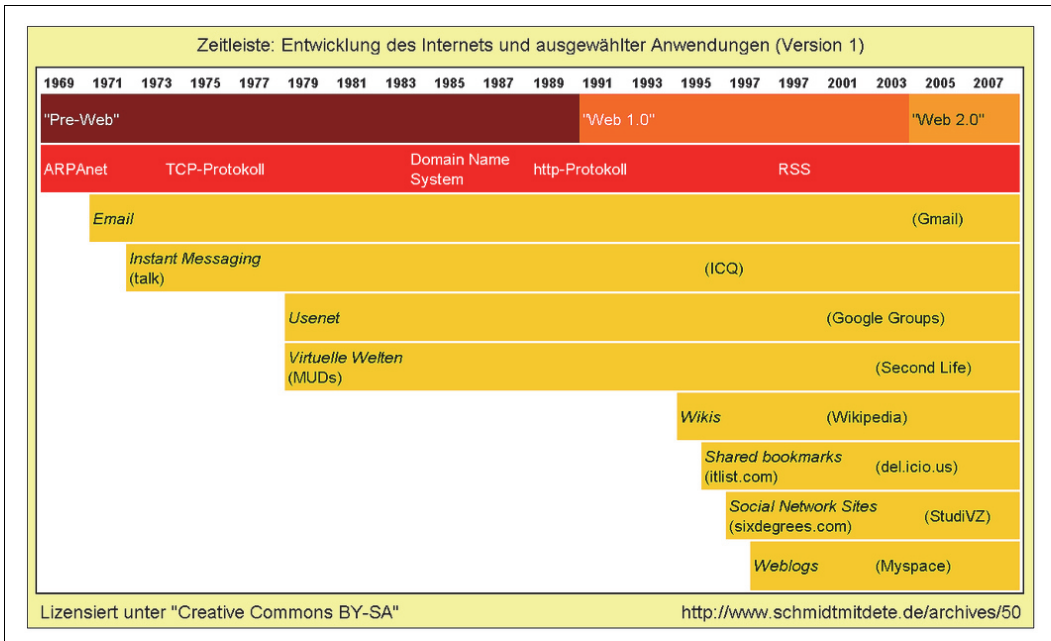 Zeitleiste: Entwicklung des Internets und ausgewählter Anwendungen (Version 1)
1969 1971 1973 1975 1977 1979 1981 1983 1985 1987 1989 1991 1993 1995 1997 1997 2001 2003 2005 2007
"Pre-Web" "Web 1.0" "Web 2.0"
ARPAnet TCP-Protokoll Domain Name System http-Protokoll RSS
Email (Gmail)
Instant Messaging
(talk) (ICQ)
Usenet (Google Groups)
Virtuelle Welten
(MUDs) (Second Life)
Wikis (Wikipedia)
Shared bookmarks
(itlist.com) (del.icio.us)
Social Network Sites
(sixdegrees.com) (StudiVZ)
Weblogs (Myspace)
Lizensiert unter "Creative Commons BY-SA" http://www.schmidtmitdete.de/archives/50